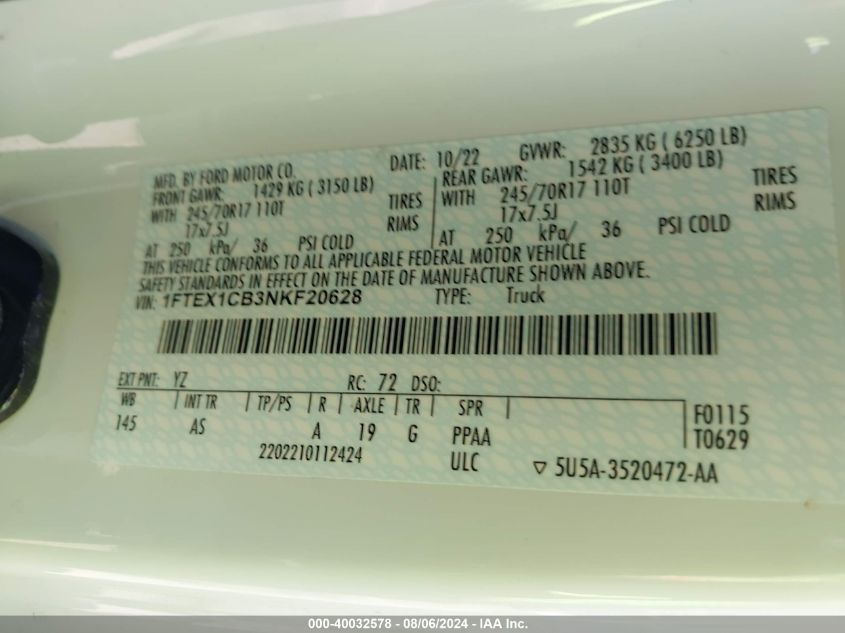 MFD. BY FORD MOTOR CO. DATE: 10/22 GVWR: 2835 KG ( 6250 LB)
FRONT GAWR: 1429 KG ( 3150 LB) REAR GAWR: 1542 KG ( 3400 LB)
WITH 245/70R17 110T TIRES WITH 245/70R17 110T TIRES
17x7.5J RIMS 17x7.5J RIMS
AT 250 kPa/ 36 PSI COLD AT 250 kPa/ 36 PSI COLD
THIS VEHICLE CONFORMS TO ALL APPLICABLE FEDERAL MOTOR VEHICLE
SAFETY STANDARDS IN EFFECT ON THE DATE OF MANUFACTURE SHOWN ABOVE.
VIN: 1FTEX1CB3NKF20628 TYPE: Truck
EXT PNT: YZ RC: 72 DSO:
WB INT TR TP/PS R AXLE TR SPR F0115
145 AS A 19 G PPAA T0629
2202210112424 ULC 5U5A-3520472-AA
000-40032578 - 08/06/2024 - IAA Inc.